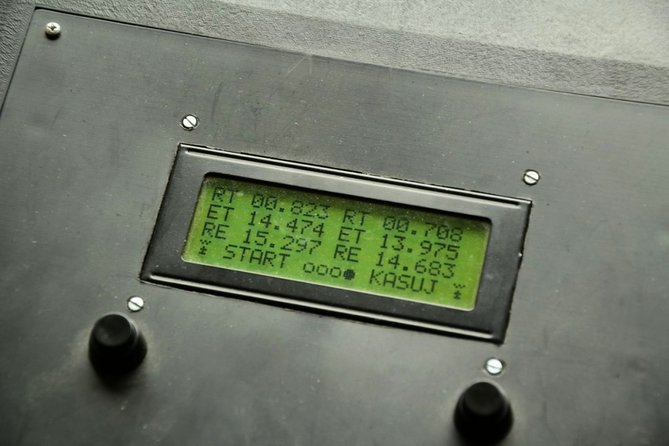 RT 00.823 RT 00.708
ET 14.474 ET 13.975
RE 15.297 RE 14.683
START ooo● KASUJ